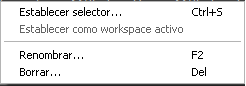 Establecer selector... Ctrl+S
Establecer como workspace activo
Renombrar... F2
Borrar... Del